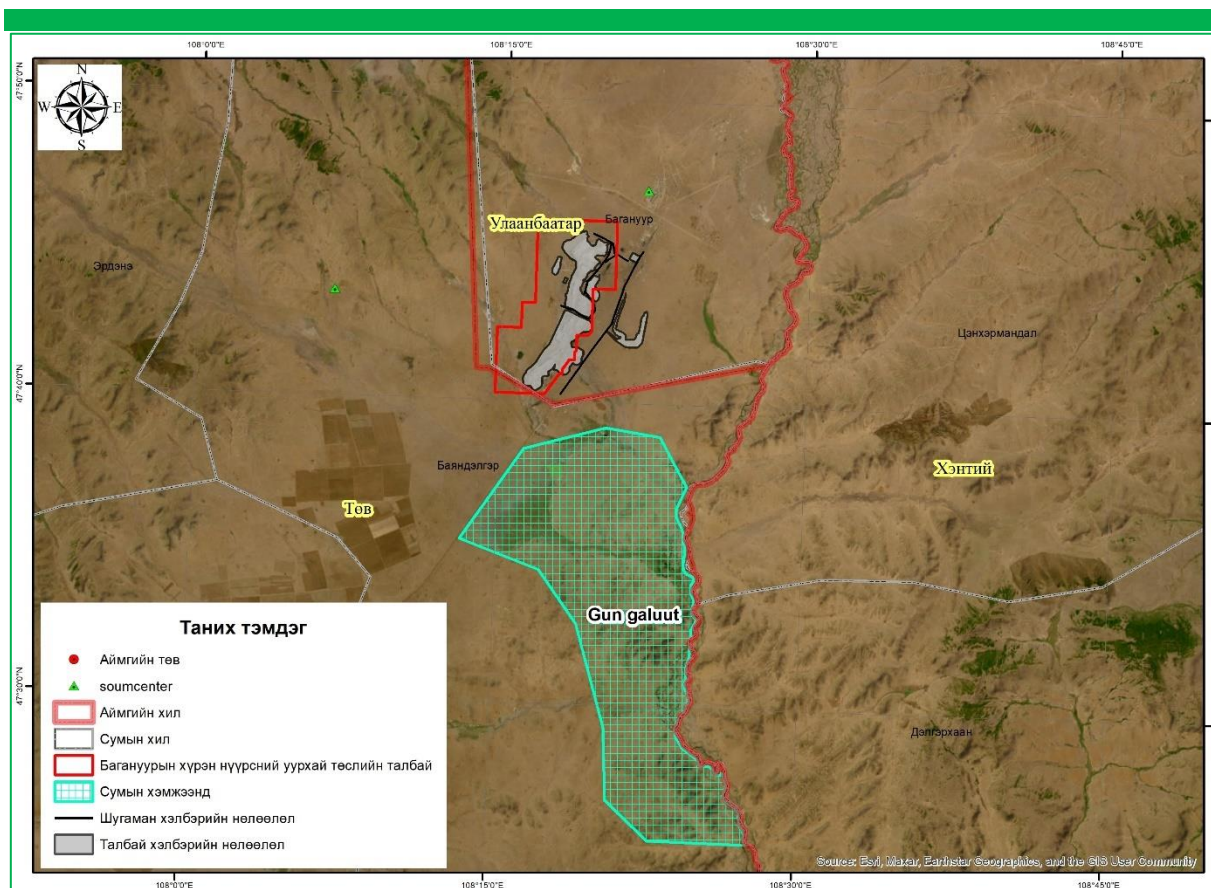 108°0'0"E
108°15'0"E
108°30'0"E
108°45'0"E
47°50'0"N
N
W
E
S
Улаанбаатар
Багануур
Эрдэнэ
Цэнхэрмандал
47°40'0"N
Баяндэлгэр
Хэнтий
Төв
Gun galuut
Таних тэмдэг
Аймгийн төв
soumcenter
Аймгийн хил
Сумын хил
Багануурын хүрэн нүүрсний уурхай төслийн талбай
Сумын хэмжээнд
Шугаман хэлбэрийн нөлөөлөл
Талбай хэлбэрийн нөлөөлөл
47°30'0"N
Дэлгэрхаан
Source: Esri, Maxar, Earthstar Geographics, and the GIS User Community
108°0'0"E
108°15'0"E
108°30'0"E
108°45'0"E